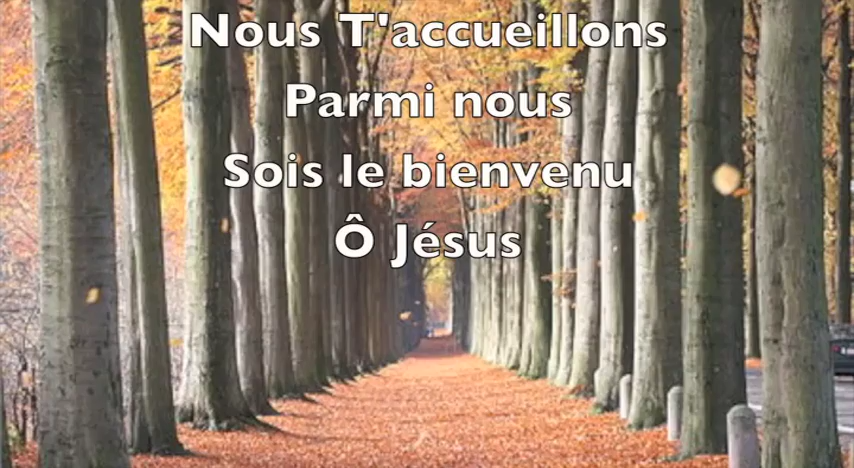 Nous T'accueillons
Parmi nous
Sois le bienvenu
Ô Jésus